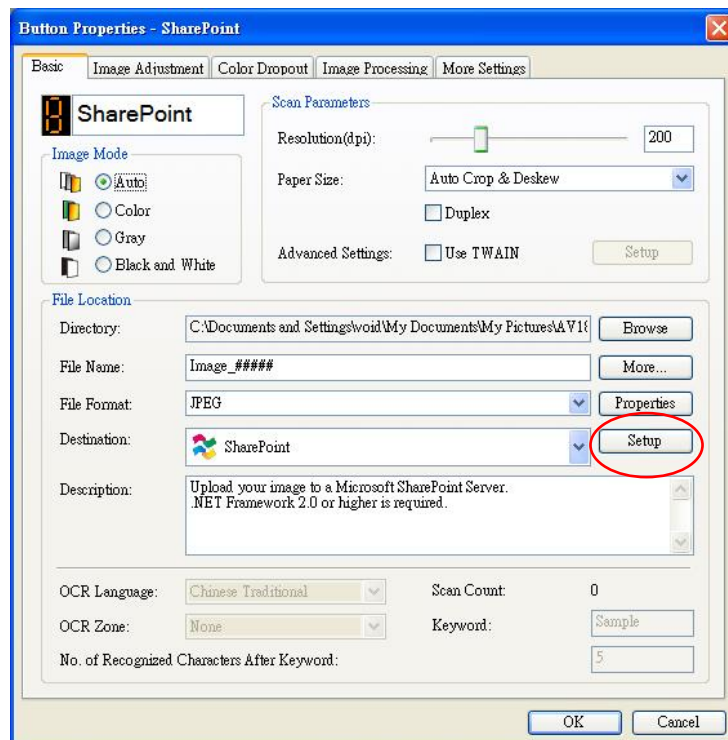 Button Properties - SharePoint
Basic Image Adjustment Color Dropout Image Processing More Settings
SharePoint
Scan Parameters
Resolution(dpi): 200
Image Mode
Paper Size: Auto Crop & Deskew
Auto
Duplex
Color
Gray
Advanced Settings: Use TWAIN Setup
Black and White
File Location
Directory: C:\Documents and Settings\void\My Documents\My Pictures\AV18 Browse
File Name: Image_##### More...
File Format: JPEG Properties
Destination: SharePoint Setup
Description: Upload your image to a Microsoft SharePoint Server.
.NET Framework 2.0 or higher is required.
OCR Language: Chinese Traditional Scan Count: 0
OCR Zone: None Keyword: Sample
No. of Recognized Characters After Keyword: 5
OK Cancel